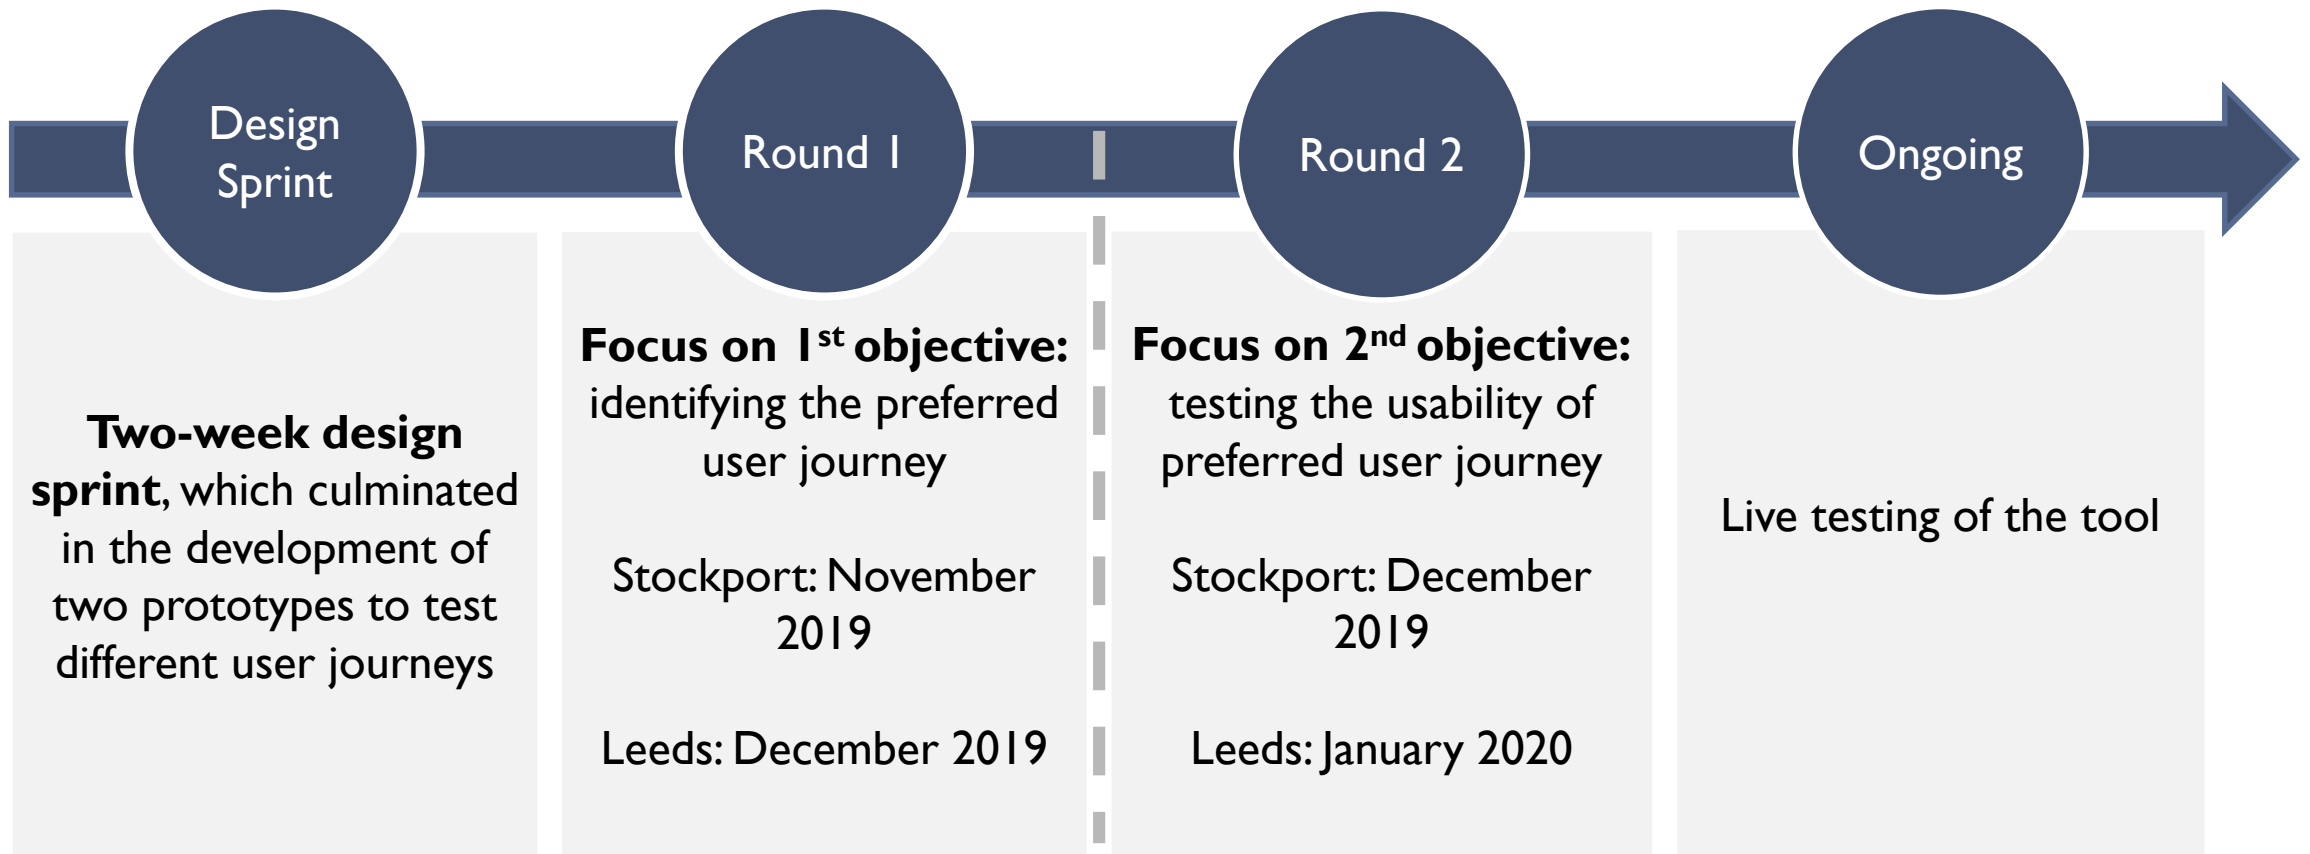 Design
Sprint
Two-week design
sprint, which culminated
in the development of
two prototypes to test
different user journeys
Round 1
Focus on 1st objective:
identifying the preferred
user journey
Stockport: November
2019
Leeds: December 2019
Round 2
Focus on 2nd objective:
testing the usability of
preferred user journey
Stockport: December
2019
Leeds: January 2020
Ongoing
Live testing of the tool